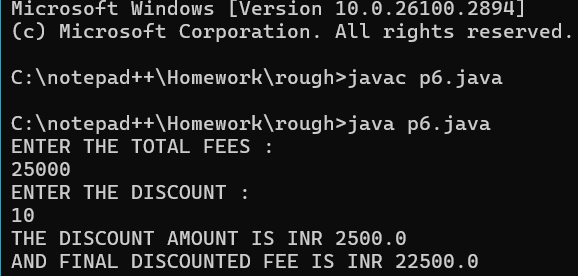 Microsoft Windows [Version 10.0.26100.2894]
(c) Microsoft Corporation. All rights reserved.
C:\notepad++\Homework\rough>javac p6.java
C:\notepad++\Homework\rough>java p6.java
ENTER THE TOTAL FEES :
25000
ENTER THE DISCOUNT :
10
THE DISCOUNT AMOUNT IS INR 2500.0
AND FINAL DISCOUNTED FEE IS INR 22500.0